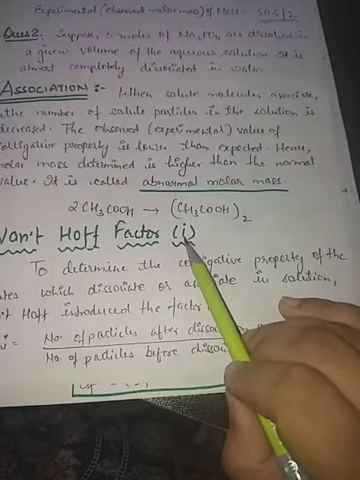 Experimental (observed molar mass) of NaCl = 58.5/2
Ques2. Suppose, 5 moles of Na3PO4 are dissolved in
a given volume of the aqueous solution It is
almost completely dissociated in water.
ASSOCIATION :- When solute molecules associate,
the number of solute particles in the solution is
decreased. The observed (experimental) value of
colligative property is lower than expected. Hence,
molar mass determined is higher than the normal
value. It is called abnormal molar mass.
2CH3COOH → (CH3COOH)2
Van't Hoff Factor (i)
To determine the colligative property of the
which dissociate or associate in solution,
Hoff introduced the factor
i = No. of particles after
No. of particles before